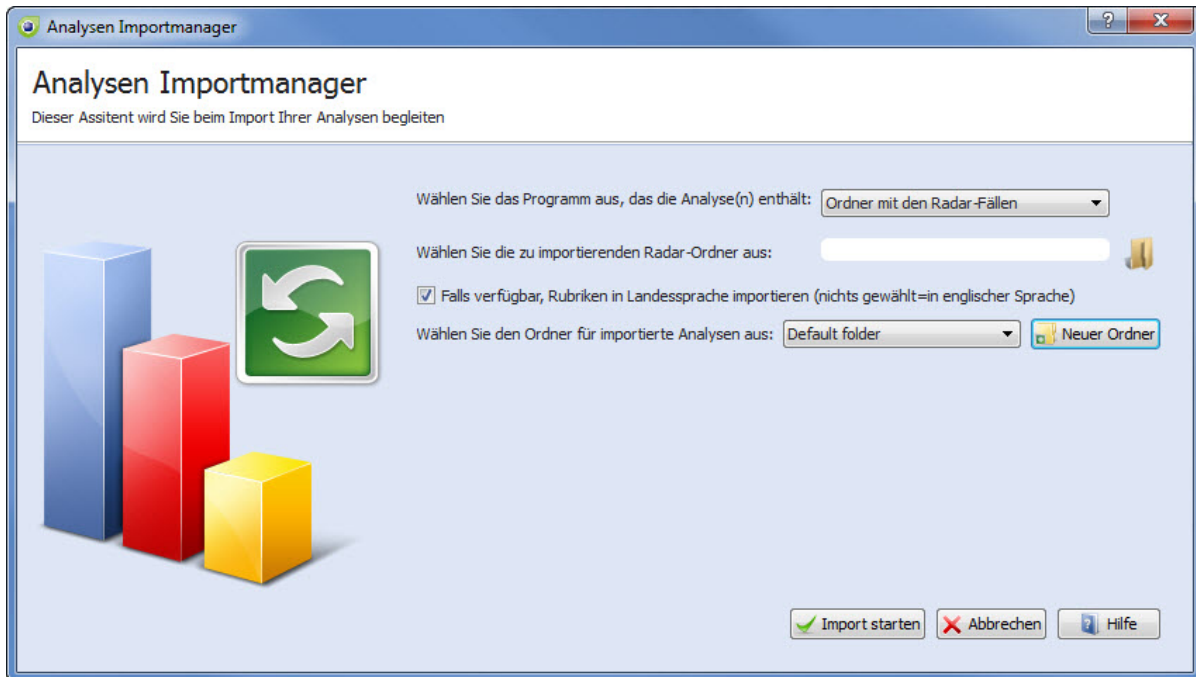 Analysen Importmanager
Analysen Importmanager
Dieser Assitent wird Sie beim Import Ihrer Analysen begleiten
Wählen Sie das Programm aus, das die Analyse(n) enthält: Ordner mit den Radar-Fällen
Wählen Sie die zu importierenden Radar-Ordner aus:
Falls verfügbar, Rubriken in Landessprache importieren (nichts gewählt=in englischer Sprache)
Wählen Sie den Ordner für importierte Analysen aus: Default folder Neuer Ordner
Import starten Abbrechen Hilfe